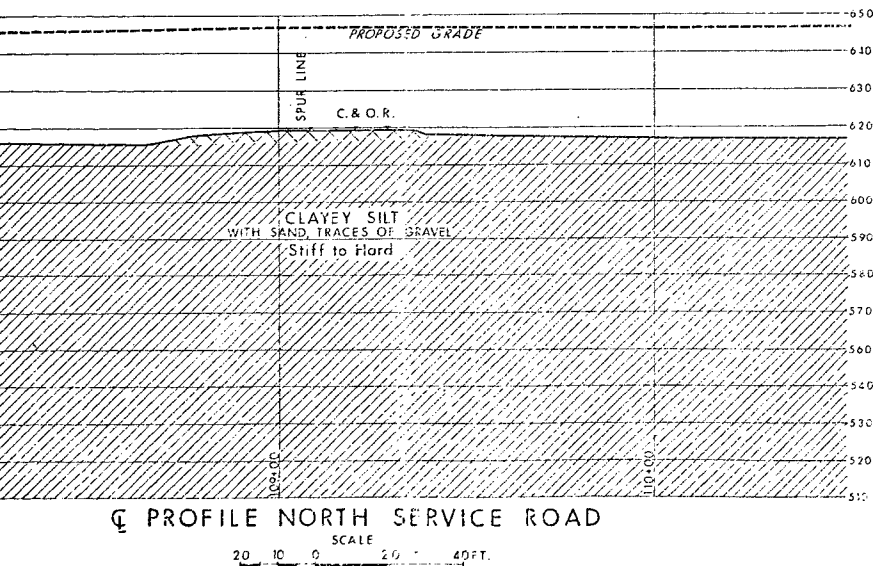 650
PROPOSED GRADE
640
630
SPUR LINE
C. & O. R.
620
610
600
CLAYEY SILT
WITH SAND, TRACES OF GRAVEL
590
Stiff to Hard
580
570
560
540
530
520
109+00
110+00
510
℄ PROFILE NORTH SERVICE ROAD
SCALE
20 10 0 20 40FT.